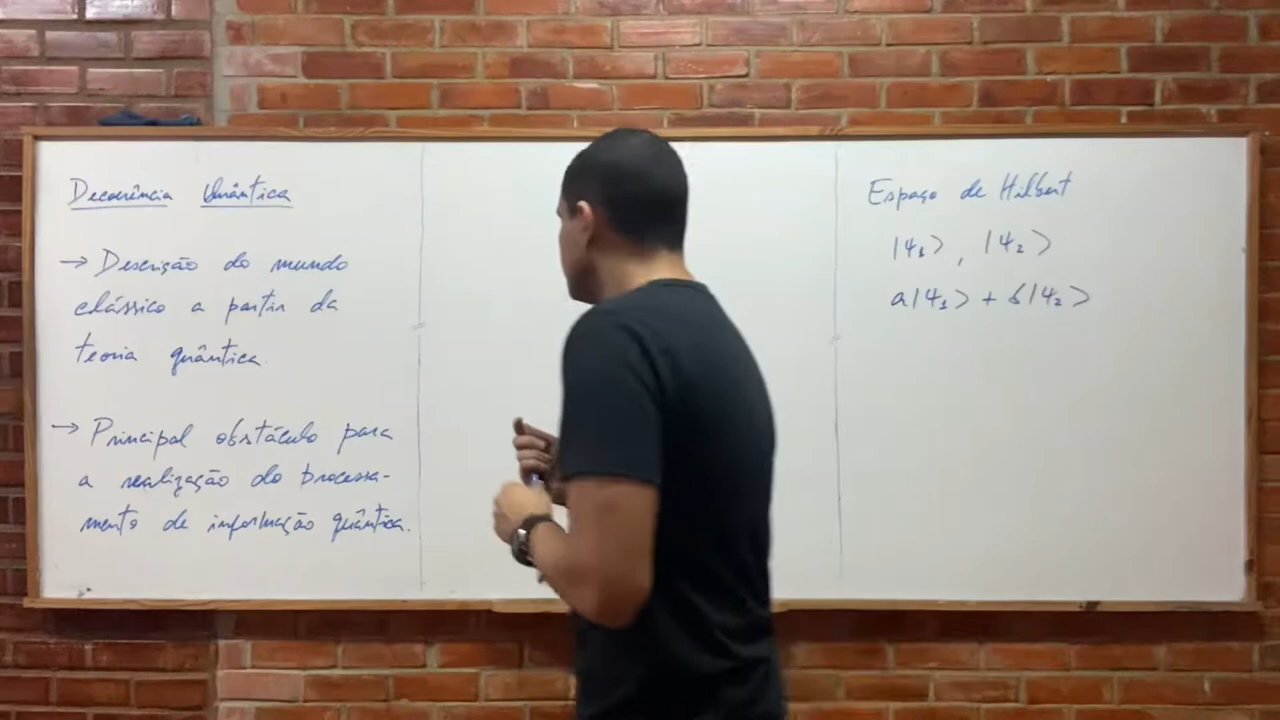 Decoerência Quântica
→ Descrição do mundo
clássico a partir da
teoria quântica.
→ Principal obstáculo para
a realização do processa-
mento de informação quântica.
Espaço de Hilbert
|ψ₁⟩, |ψ₂⟩
a|ψ₁⟩ + b|ψ₂⟩